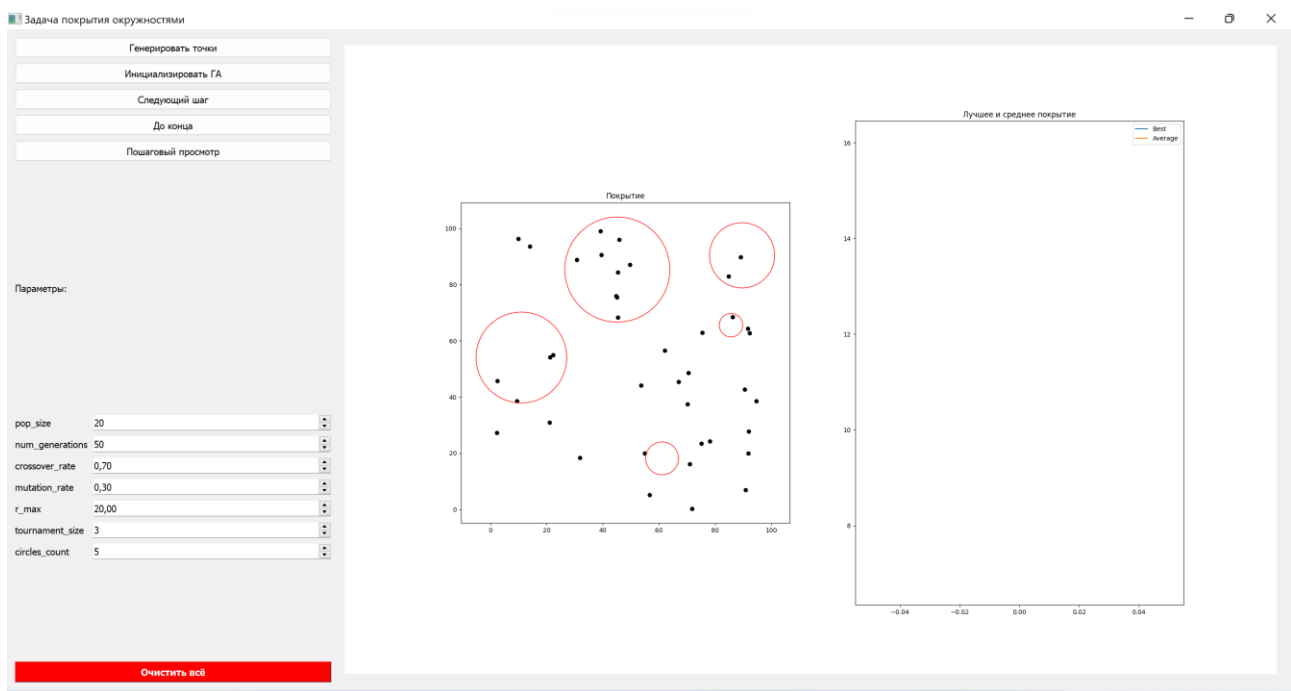 Задача покрытия окружностями
Генерировать точки
Инициализировать ГА
Следующий шаг
До конца
Пошаговый просмотр
Параметры:
pop_size 20
num_generations 50
crossover_rate 0,70
mutation_rate 0,30
r_max 20,00
tournament_size 3
circles_count 5
Очистить всё
Покрытие
100
80
60
40
20
0
0 20 40 60 80 100
Лучшее и среднее покрытие
Best
Average
16
14
12
10
8
−0.04 −0.02 0.00 0.02 0.04